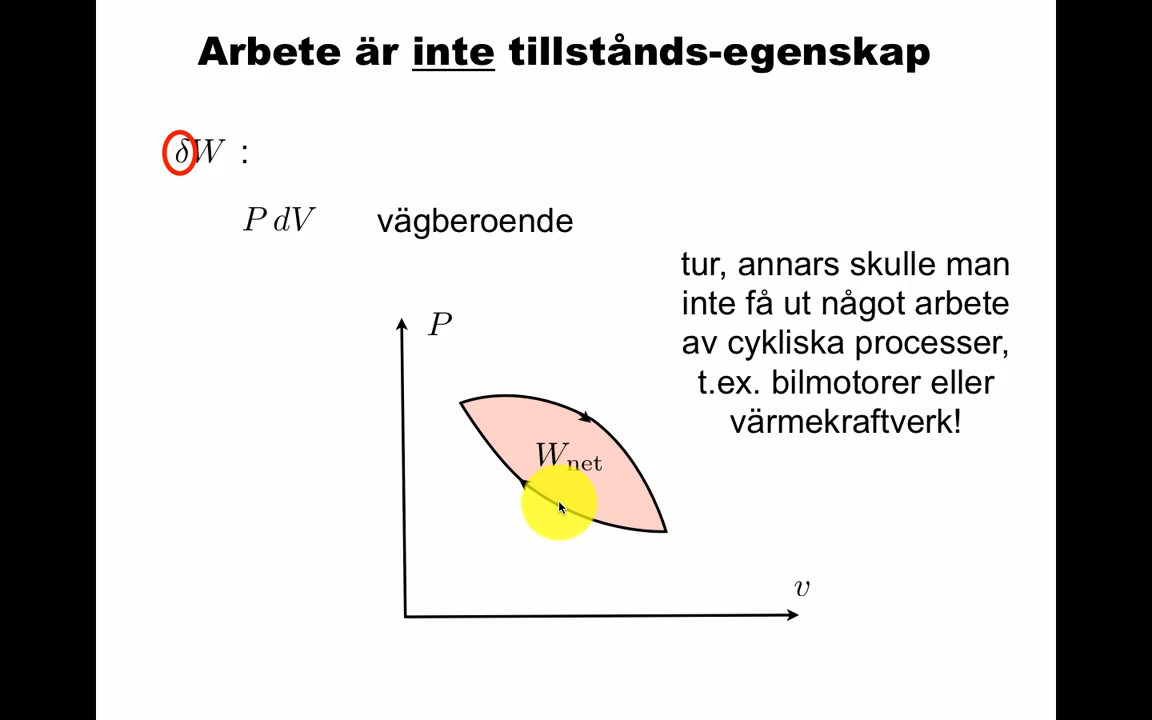 Arbete är inte tillstånds-egenskap
δW :
P dV vägberoende
tur, annars skulle man
inte få ut något arbete
av cykliska processer,
t.ex. bilmotorer eller
värmekraftverk!
P
Wnet
v